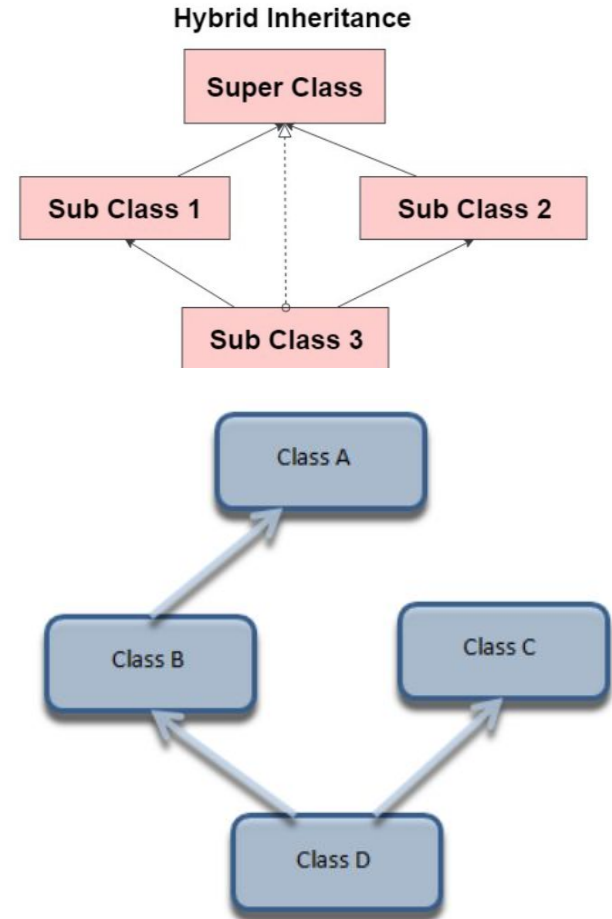 Hybrid Inheritance
Super Class
Sub Class 1
Sub Class 2
Sub Class 3
Class A
Class B
Class C
Class D